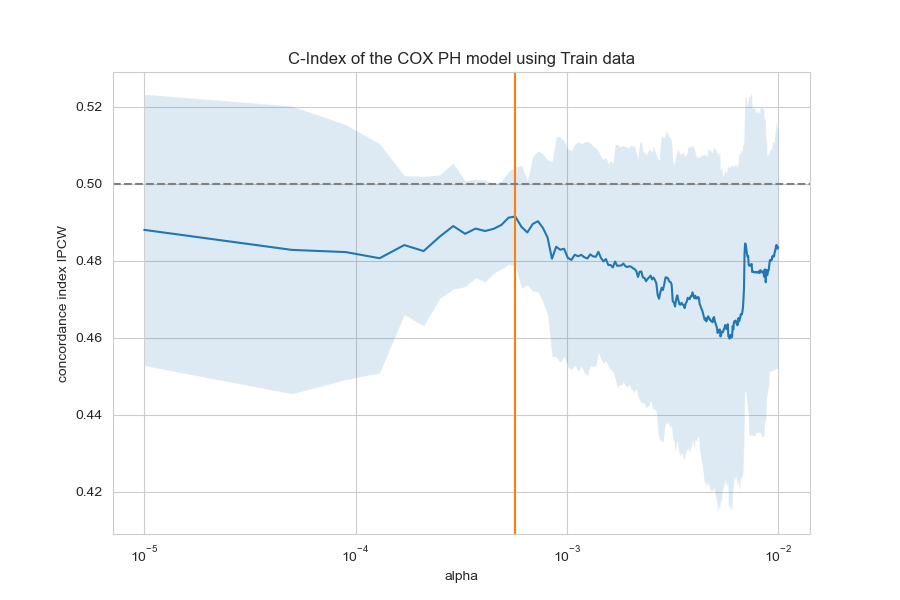 C-Index of the COX PH model using Train data
concordance index IPCW
0.52
0.50
0.48
0.46
0.44
0.42
10⁻⁵ 10⁻⁴ 10⁻³ 10⁻²
alpha